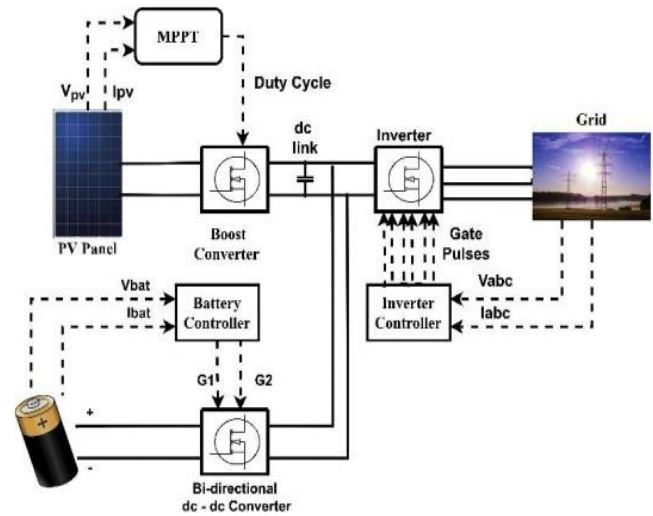 MPPT
Vpv
Ipv
Duty Cycle
dc
link
Inverter
Grid
PV Panel
Boost
Converter
Gate
Pulses
Vbat
Ibat
Battery
Controller
Inverter
Controller
Vabc
Iabc
G1
G2
+
+
-
Bi-directional
dc - dc Converter